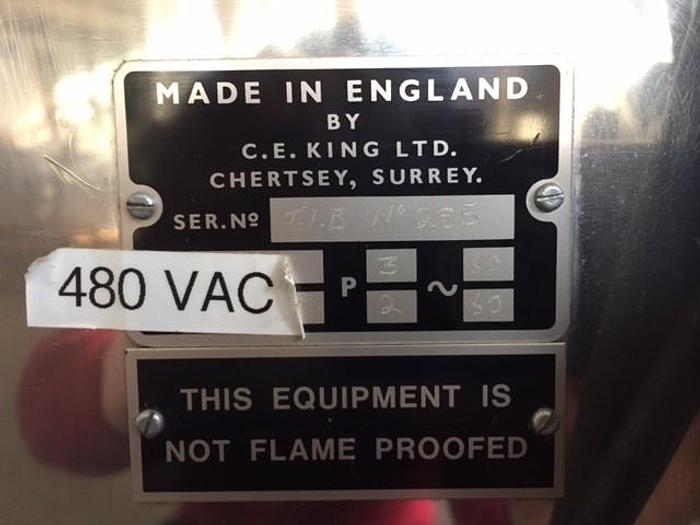 MADE IN ENGLAND
BY
C.E. KING LTD.
CHERTSEY, SURREY.
SER. Nº
480 VAC P 3 ~
2 60
THIS EQUIPMENT IS
NOT FLAME PROOFED